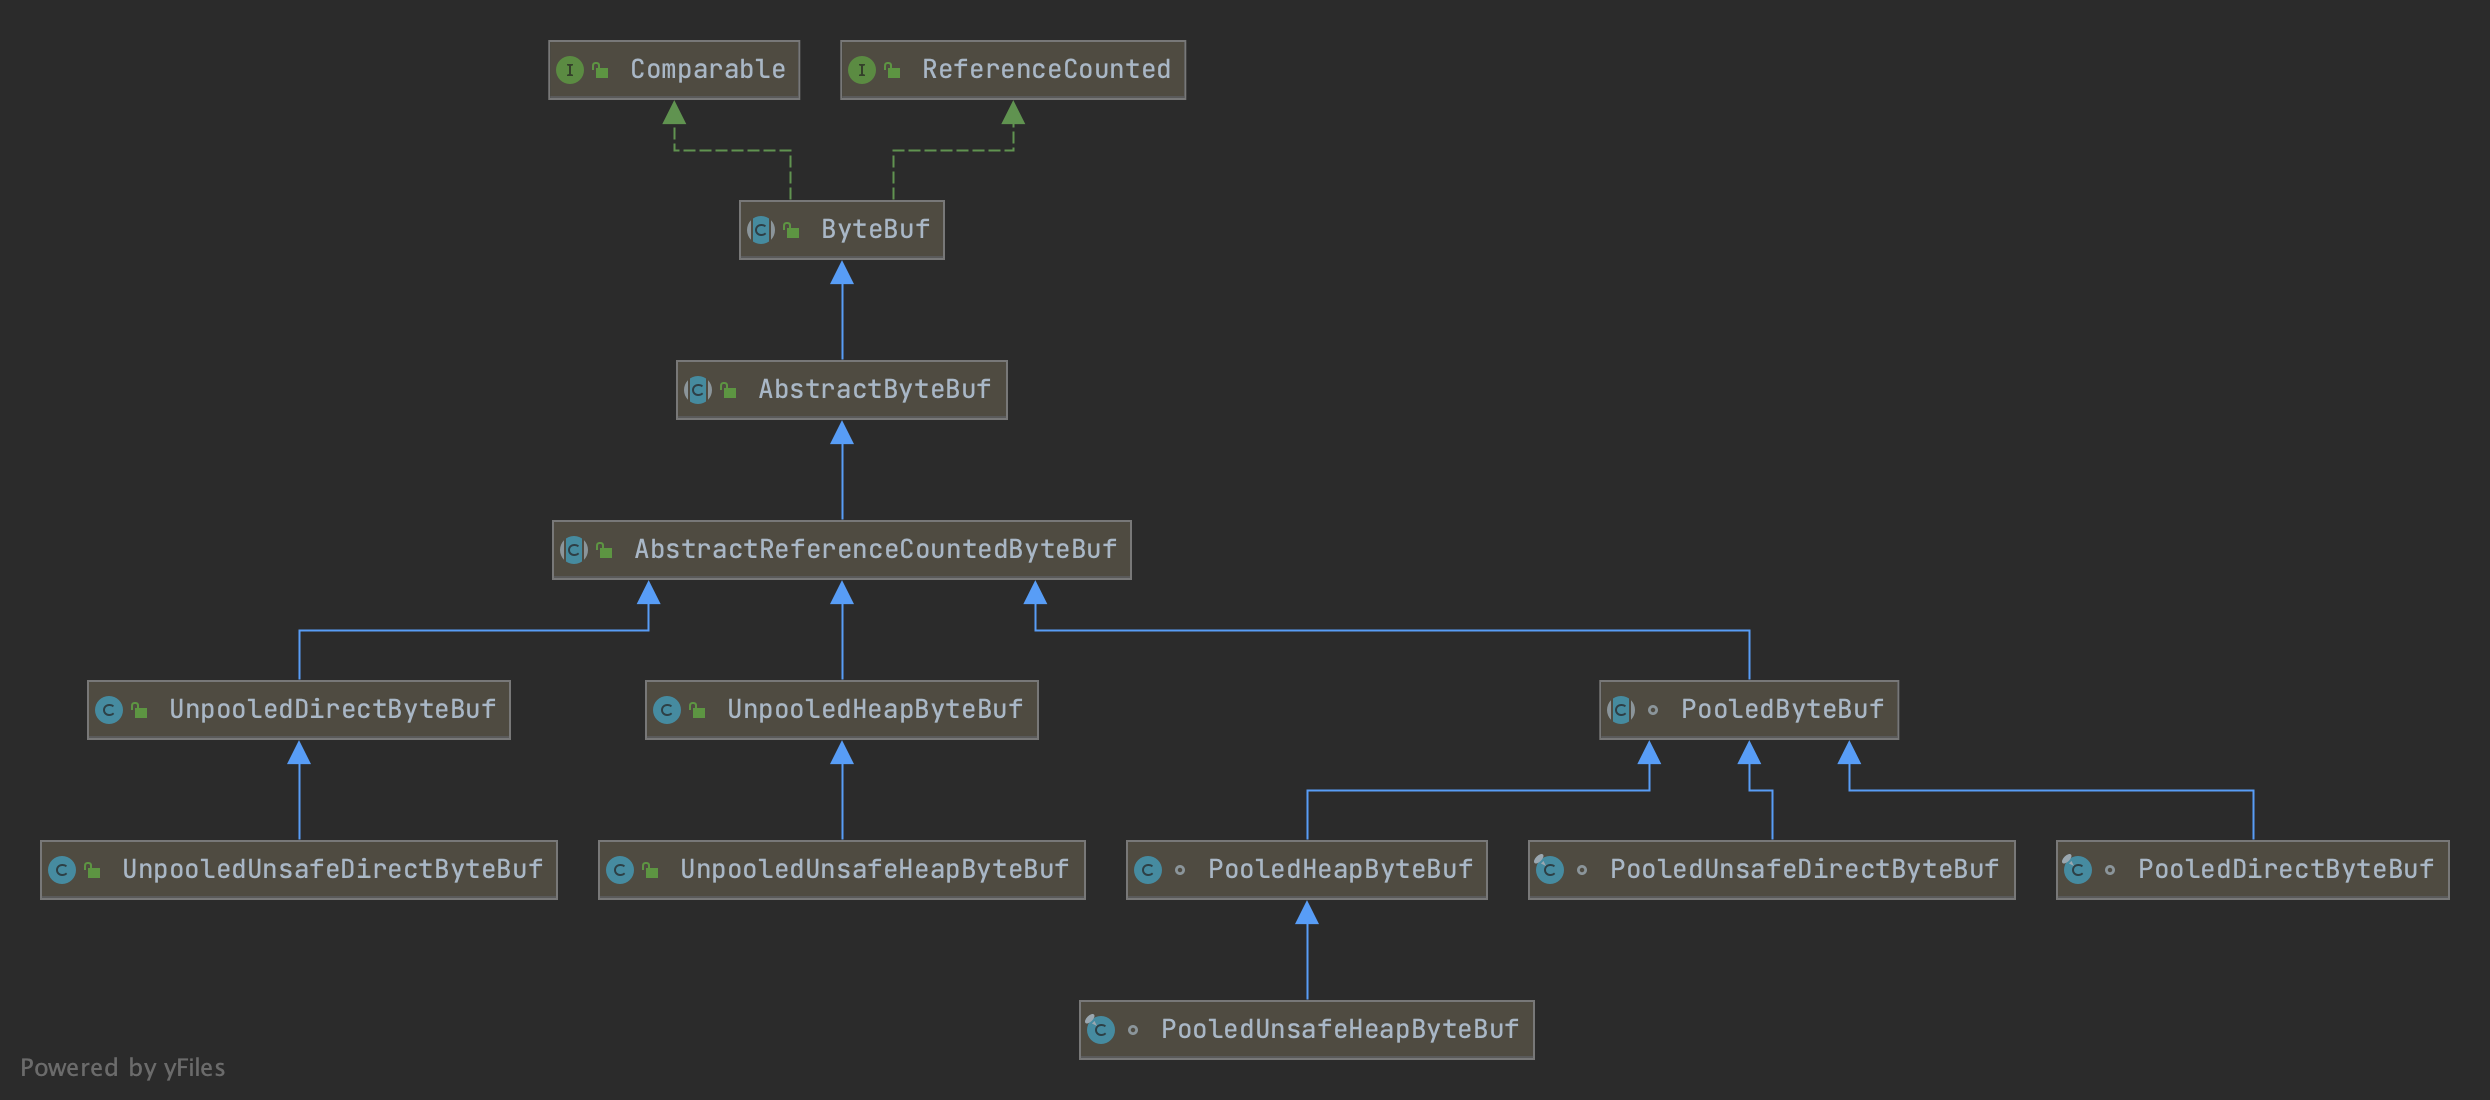 Comparable
ReferenceCounted
ByteBuf
AbstractByteBuf
AbstractReferenceCountedByteBuf
UnpooledDirectByteBuf
UnpooledHeapByteBuf
PooledByteBuf
UnpooledUnsafeDirectByteBuf
UnpooledUnsafeHeapByteBuf
PooledHeapByteBuf
PooledUnsafeDirectByteBuf
PooledDirectByteBuf
PooledUnsafeHeapByteBuf
Powered by yFiles